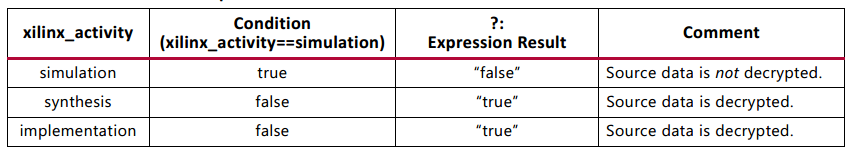 xilinx_activity Condition (xilinx_activity==simulation) ?: Expression Result Comment
simulation true “false” Source data is not decrypted.
synthesis false “true” Source data is decrypted.
implementation false “true” Source data is decrypted.